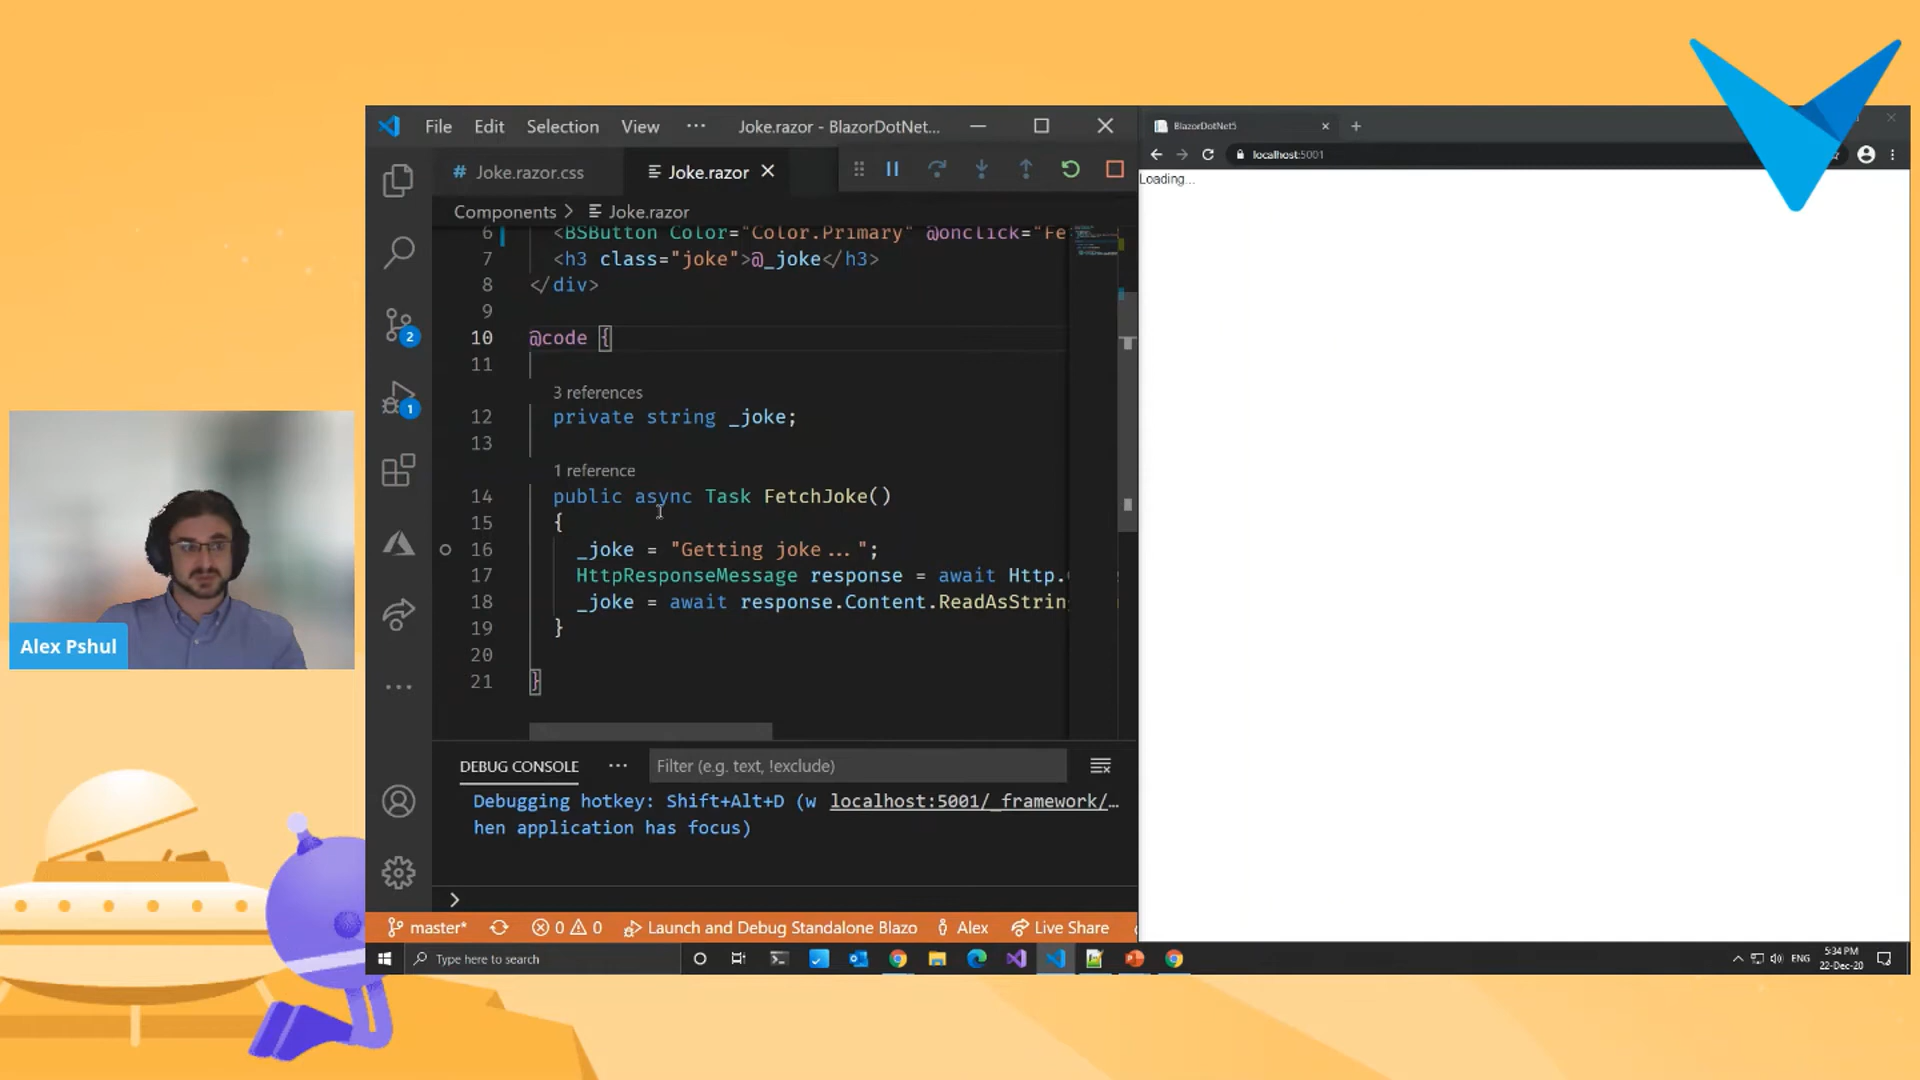 File Edit Selection View ··· Joke.razor - BlazorDotNet...
# Joke.razor.css
Joke.razor
Components > Joke.razor
6 <BSButton Color="Color.Primary" @onclick="Fe
7 <h3 class="joke">@_joke</h3>
8 </div>
9
10 @code {
11
3 references
12 private string _joke;
13
1 reference
14 public async Task FetchJoke()
15 {
16 _joke = "Getting joke...";
17 HttpResponseMessage response = await Http.
18 _joke = await response.Content.ReadAsStrin
19 }
20
21 }
2
1
DEBUG CONSOLE ··· Filter (e.g. text, !exclude)
Debugging hotkey: Shift+Alt+D (w localhost:5001/_framework/…
hen application has focus)
>
master* 0 0 Launch and Debug Standalone Blazo Alex Live Share
Type here to search
ENG
5:34 PM
22-Dec-20
BlazorDotNet5
localhost:5001
Loading...
Alex Pshul